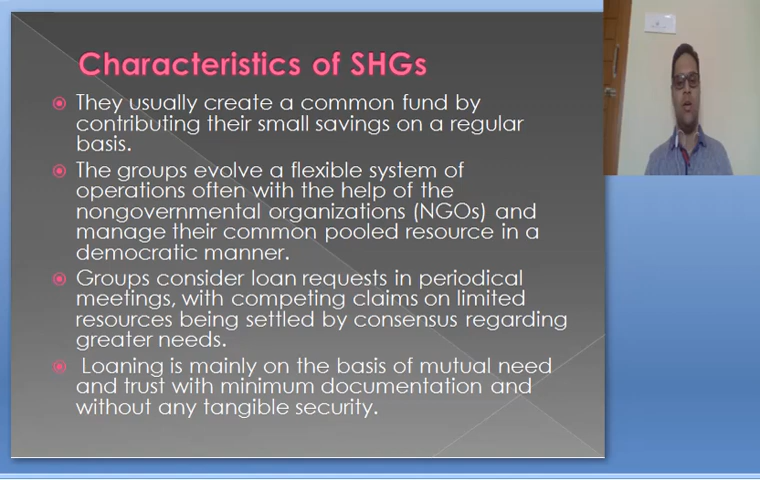 Characteristics of SHGs
They usually create a common fund by
contributing their small savings on a regular
basis.
The groups evolve a flexible system of
operations often with the help of the
nongovernmental organizations (NGOs) and
manage their common pooled resource in a
democratic manner.
Groups consider loan requests in periodical
meetings, with competing claims on limited
resources being settled by consensus regarding
greater needs.
Loaning is mainly on the basis of mutual need
and trust with minimum documentation and
without any tangible security.